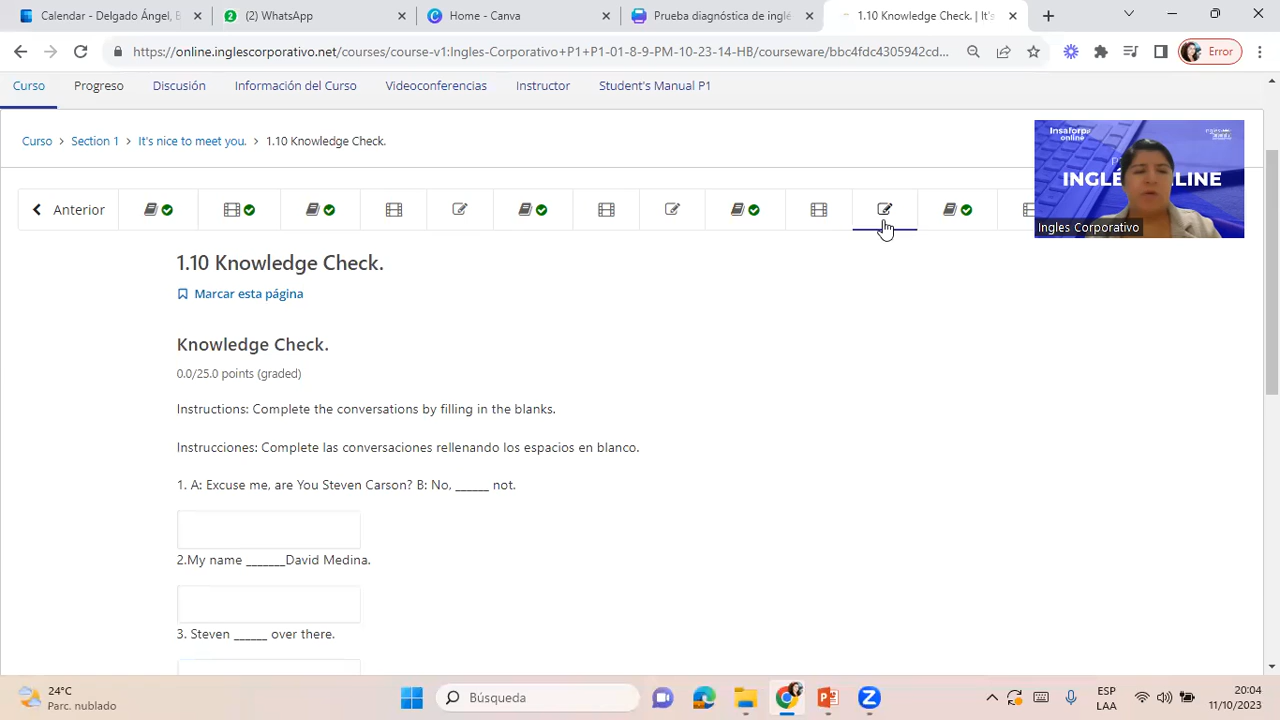 Calendar - Delgado Ángel, B
(2) WhatsApp
Home - Canva
Prueba diagnóstica de inglé
1.10 Knowledge Check. | It's
https://online.inglescorporativo.net/courses/course-v1:Ingles-Corporativo+P1+P1-01-8-9-PM-10-23-14-HB/courseware/bbc4fdc4305942cd...
Error
Curso
Progreso
Discusión
Información del Curso
Videoconferencias
Instructor
Student's Manual P1
Curso > Section 1 > It's nice to meet you. > 1.10 Knowledge Check.
Insaforp
online
INGLÉ LINE
Ingles Corporativo
Anterior
1.10 Knowledge Check.
Marcar esta página
Knowledge Check.
0.0/25.0 points (graded)
Instructions: Complete the conversations by filling in the blanks.
Instrucciones: Complete las conversaciones rellenando los espacios en blanco.
1. A: Excuse me, are You Steven Carson? B: No, ______ not.
2.My name _______David Medina.
3. Steven ______ over there.
24°C
Parc. nublado
Búsqueda
ESP
LAA
20:04
11/10/2023